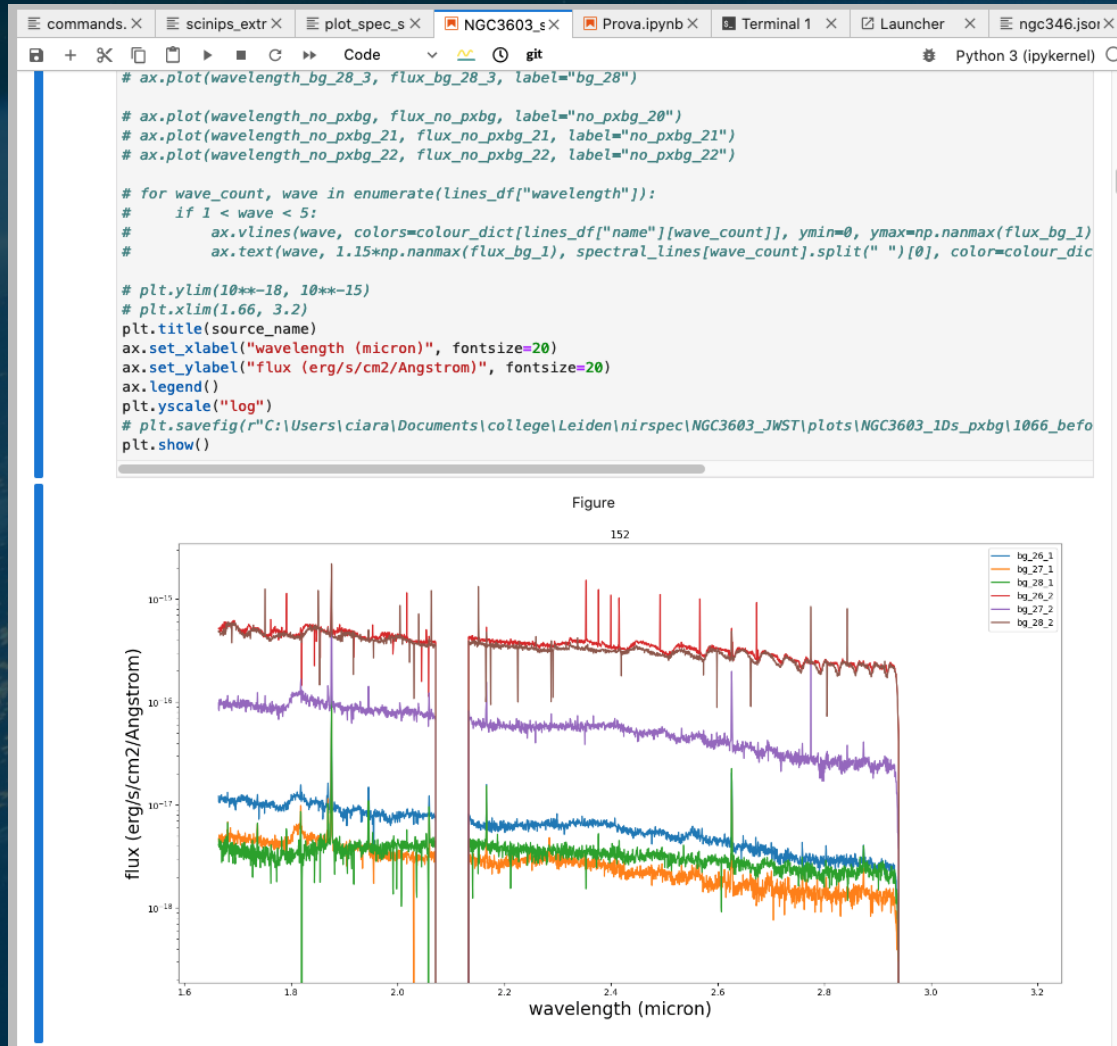 commands. scinips_extr plot_spec_s NGC3603_s Prova.ipynb Terminal 1 Launcher ngc346.json
Code git Python 3 (ipykernel)
# ax.plot(wavelength_bg_28_3, flux_bg_28_3, label="bg_28")
# ax.plot(wavelength_no_pxbg, flux_no_pxbg, label="no_pxbg_20")
# ax.plot(wavelength_no_pxbg_21, flux_no_pxbg_21, label="no_pxbg_21")
# ax.plot(wavelength_no_pxbg_22, flux_no_pxbg_22, label="no_pxbg_22")
# for wave_count, wave in enumerate(lines_df["wavelength"]):
#     if 1 < wave < 5:
#         ax.vlines(wave, colors=colour_dict[lines_df["name"][wave_count]], ymin=0, ymax=np.nanmax(flux_bg_1)
#         ax.text(wave, 1.15*np.nanmax(flux_bg_1), spectral_lines[wave_count].split(" ")[0], color=colour_dic
# plt.ylim(10**-18, 10**-15)
# plt.xlim(1.66, 3.2)
plt.title(source_name)
ax.set_xlabel("wavelength (micron)", fontsize=20)
ax.set_ylabel("flux (erg/s/cm2/Angstrom)", fontsize=20)
ax.legend()
plt.yscale("log")
# plt.savefig(r"C:\Users\ciara\Documents\college\Leiden\nirspec\NGC3603_JWST\plots\NGC3603_1Ds_pxbg\1066_befo
plt.show()
Figure
152
bg_26_1
bg_27_1
bg_28_1
bg_26_2
bg_27_2
bg_28_2
10⁻¹⁵
10⁻¹⁶
10⁻¹⁷
10⁻¹⁸
flux (erg/s/cm2/Angstrom)
1.6 1.8 2.0 2.2 2.4 2.6 2.8 3.0 3.2
wavelength (micron)